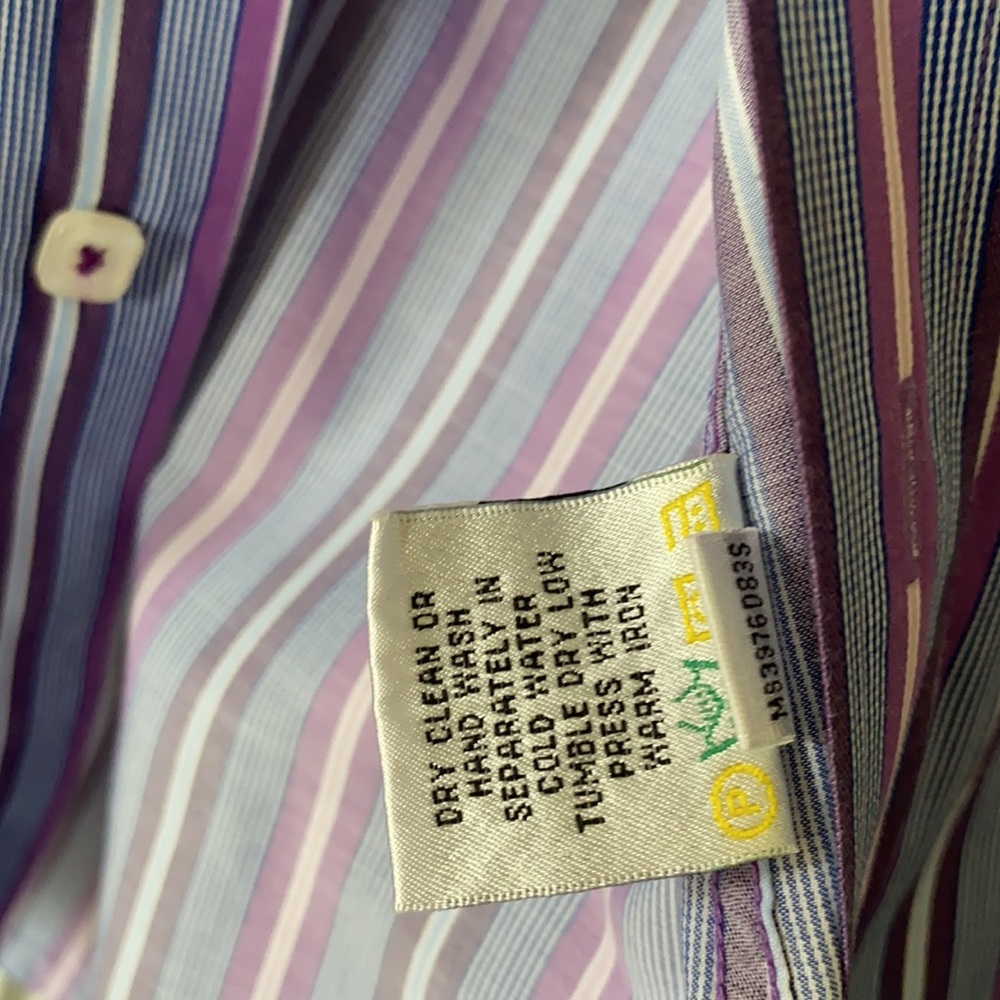 DRY CLEAN OR
HAND WASH
SEPARATELY IN
COLD WATER
TUMBLE DRY LOW
PRESS WITH
WARM IRON
P
M83976D83S